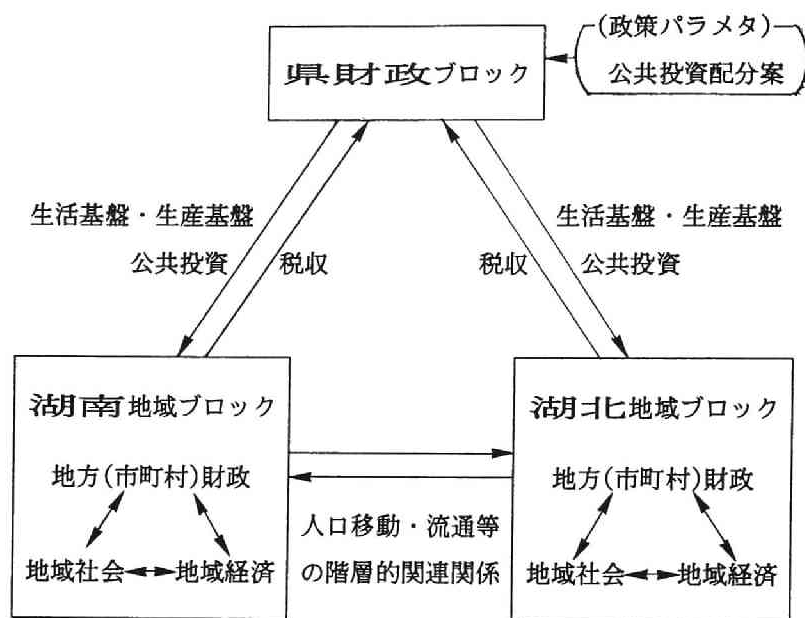 (政策パラメタ)
公共投資配分案
県財政ブロック
生活基盤・生産基盤
公共投資
税収
税収
生活基盤・生産基盤
公共投資
湖南地域ブロック
地方(市町村)財政
地域社会
地域経済
人口移動・流通等
の階層的関連関係
湖北地域ブロック
地方(市町村)財政
地域社会
地域経済